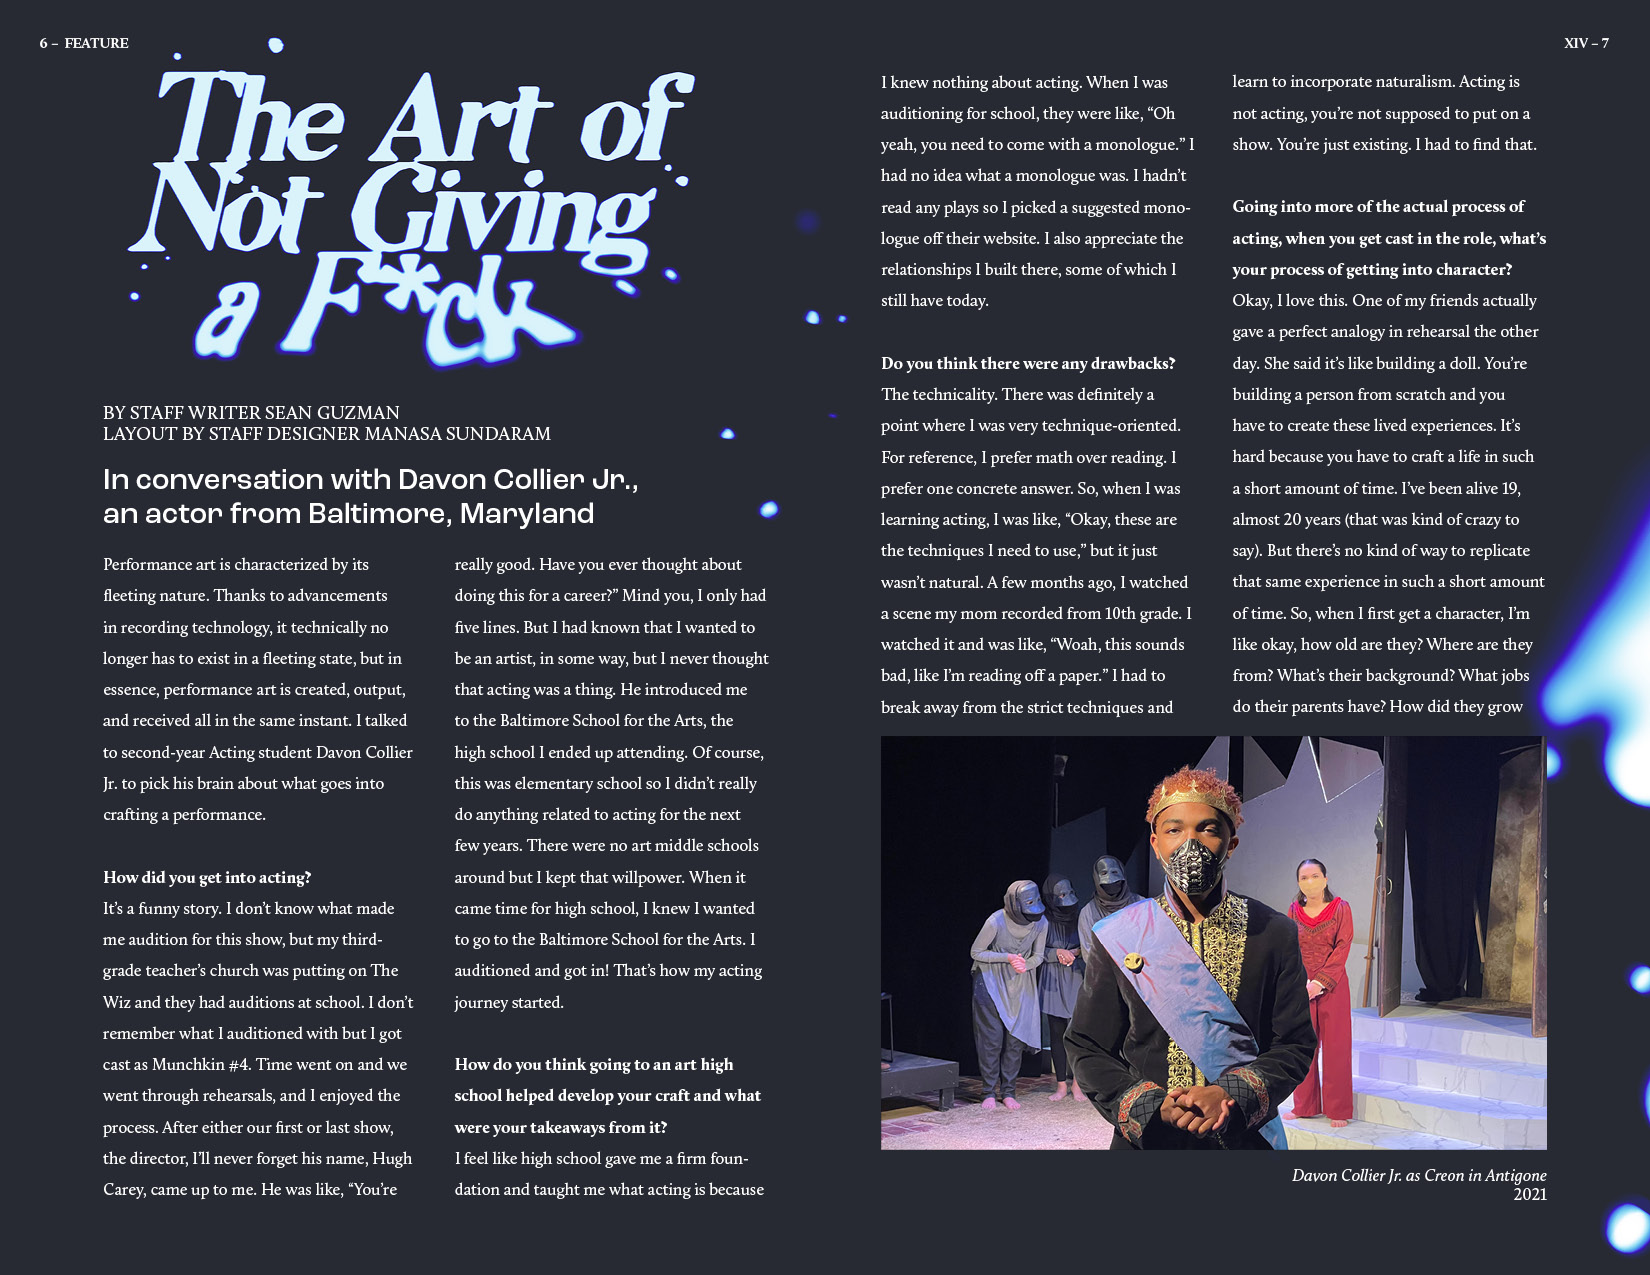 6 – FEATURE
The Art of
Not Giving
a F*ck
BY STAFF WRITER SEAN GUZMAN
LAYOUT BY STAFF DESIGNER MANASA SUNDARAM
In conversation with Davon Collier Jr.,
an actor from Baltimore, Maryland
Performance art is characterized by its
fleeting nature. Thanks to advancements
in recording technology, it technically no
longer has to exist in a fleeting state, but in
essence, performance art is created, output,
and received all in the same instant. I talked
to second-year Acting student Davon Collier
Jr. to pick his brain about what goes into
crafting a performance.
How did you get into acting?
It’s a funny story. I don’t know what made
me audition for this show, but my third-
grade teacher’s church was putting on The
Wiz and they had auditions at school. I don’t
remember what I auditioned with but I got
cast as Munchkin #4. Time went on and we
went through rehearsals, and I enjoyed the
process. After either our first or last show,
the director, I’ll never forget his name, Hugh
Carey, came up to me. He was like, “You’re
really good. Have you ever thought about
doing this for a career?” Mind you, I only had
five lines. But I had known that I wanted to
be an artist, in some way, but I never thought
that acting was a thing. He introduced me
to the Baltimore School for the Arts, the
high school I ended up attending. Of course,
this was elementary school so I didn’t really
do anything related to acting for the next
few years. There were no art middle schools
around but I kept that willpower. When it
came time for high school, I knew I wanted
to go to the Baltimore School for the Arts. I
auditioned and got in! That’s how my acting
journey started.
How do you think going to an art high
school helped develop your craft and what
were your takeaways from it?
I feel like high school gave me a firm foun-
dation and taught me what acting is because
XIV – 7
I knew nothing about acting. When I was
auditioning for school, they were like, “Oh
yeah, you need to come with a monologue.” I
had no idea what a monologue was. I hadn’t
read any plays so I picked a suggested mono-
logue off their website. I also appreciate the
relationships I built there, some of which I
still have today.
Do you think there were any drawbacks?
The technicality. There was definitely a
point where I was very technique-oriented.
For reference, I prefer math over reading. I
prefer one concrete answer. So, when I was
learning acting, I was like, “Okay, these are
the techniques I need to use,” but it just
wasn’t natural. A few months ago, I watched
a scene my mom recorded from 10th grade. I
watched it and was like, “Woah, this sounds
bad, like I’m reading off a paper.” I had to
break away from the strict techniques and
learn to incorporate naturalism. Acting is
not acting, you’re not supposed to put on a
show. You’re just existing. I had to find that.
Going into more of the actual process of
acting, when you get cast in the role, what’s
your process of getting into character?
Okay, I love this. One of my friends actually
gave a perfect analogy in rehearsal the other
day. She said it’s like building a doll. You’re
building a person from scratch and you
have to create these lived experiences. It’s
hard because you have to craft a life in such
a short amount of time. I’ve been alive 19,
almost 20 years (that was kind of crazy to
say). But there’s no kind of way to replicate
that same experience in such a short amount
of time. So, when I first get a character, I’m
like okay, how old are they? Where are they
from? What’s their background? What jobs
do their parents have? How did they grow
Davon Collier Jr. as Creon in Antigone
2021